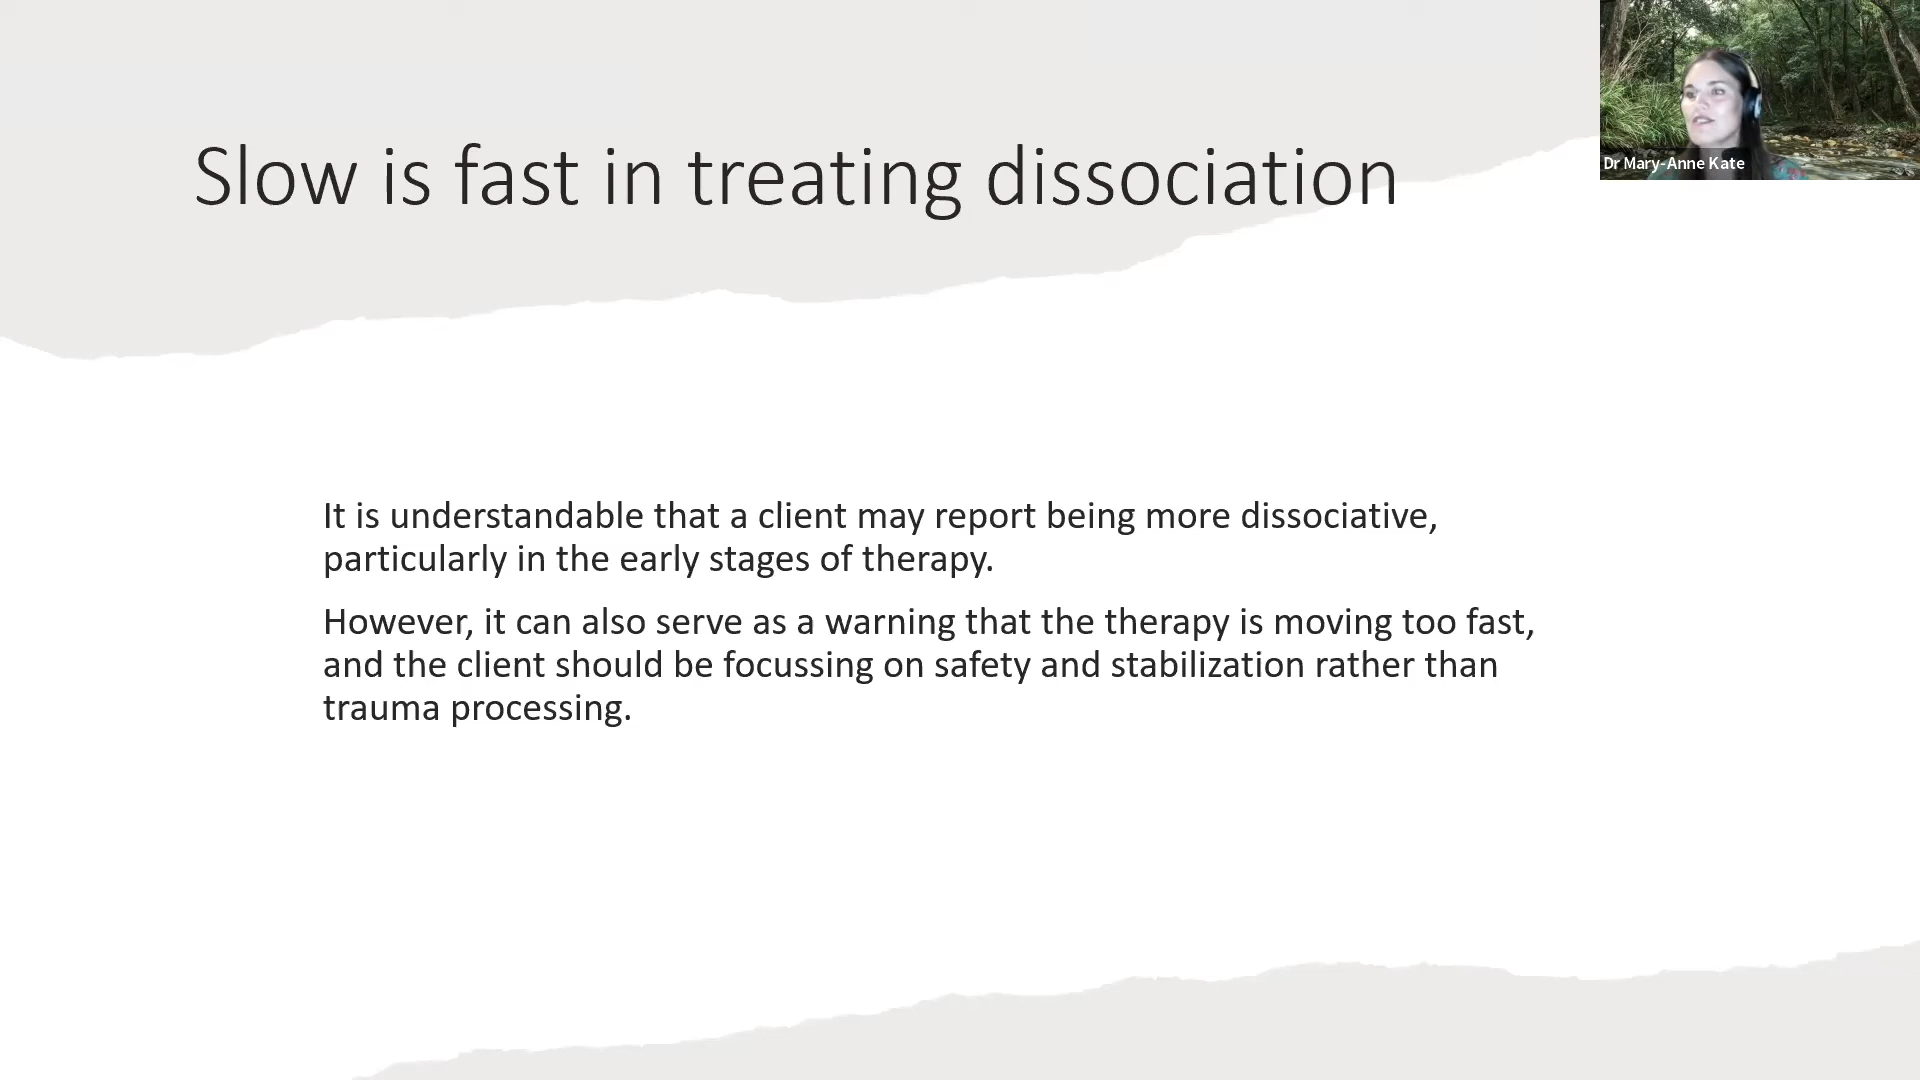 Slow is fast in treating dissociation
Dr Mary-Anne Kate
It is understandable that a client may report being more dissociative,
particularly in the early stages of therapy.
However, it can also serve as a warning that the therapy is moving too fast,
and the client should be focussing on safety and stabilization rather than
trauma processing.